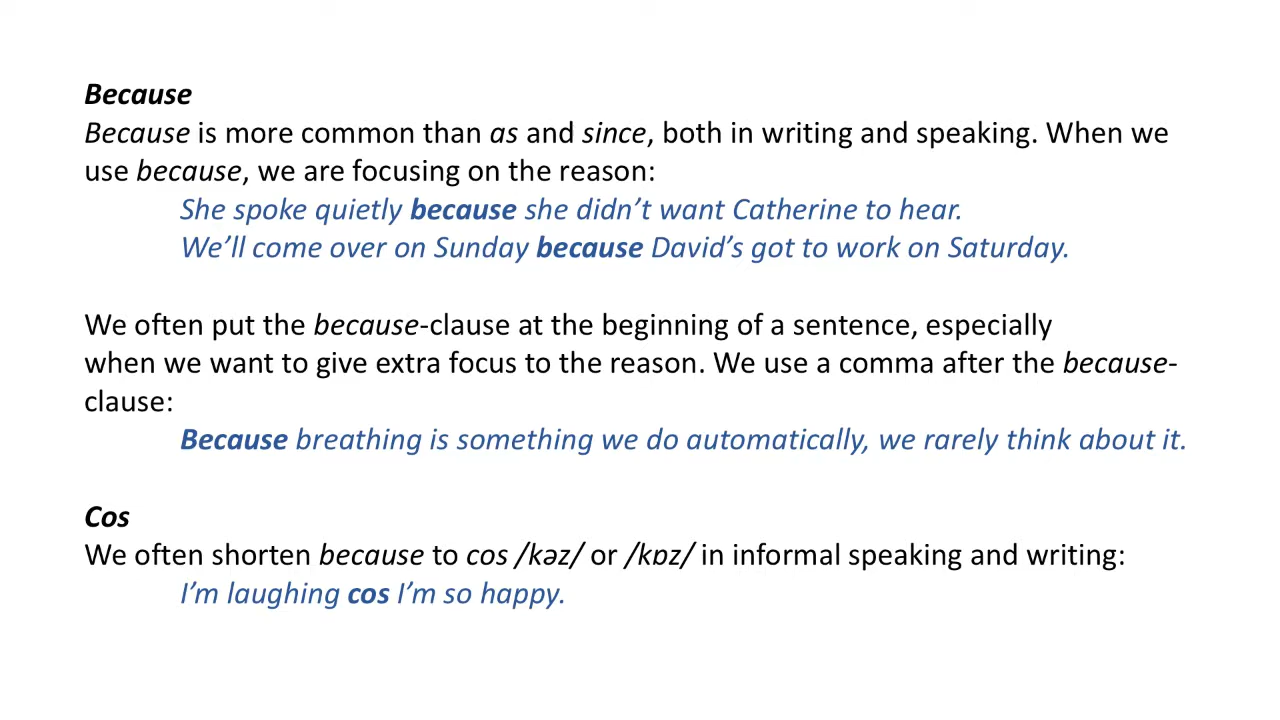 Because
Because is more common than as and since, both in writing and speaking. When we
use because, we are focusing on the reason:
She spoke quietly because she didn’t want Catherine to hear.
We’ll come over on Sunday because David’s got to work on Saturday.
We often put the because-clause at the beginning of a sentence, especially
when we want to give extra focus to the reason. We use a comma after the because-
clause:
Because breathing is something we do automatically, we rarely think about it.
Cos
We often shorten because to cos /kəz/ or /kɒz/ in informal speaking and writing:
I’m laughing cos I’m so happy.